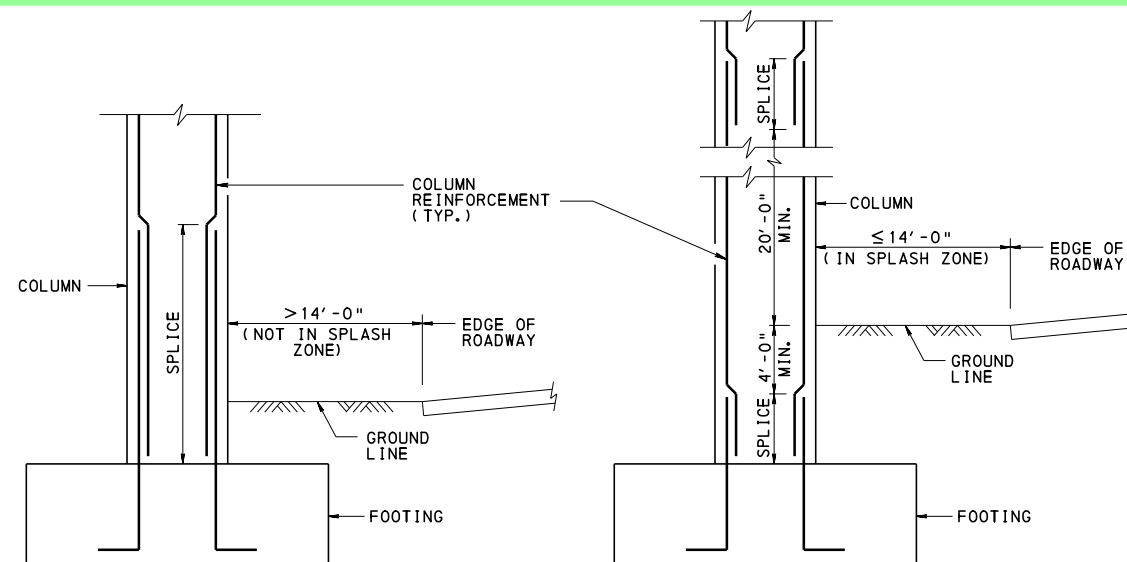 COLUMN
SPLICE
COLUMN
REINFORCEMENT
(TYP.)
>14'-0"
(NOT IN SPLASH
ZONE)
EDGE OF
ROADWAY
GROUND
LINE
FOOTING
SPLICE
20'-0"
MIN.
COLUMN
≤14'-0"
(IN SPLASH ZONE)
EDGE OF
ROADWAY
4'-0"
MIN.
GROUND
LINE
SPLICE
FOOTING